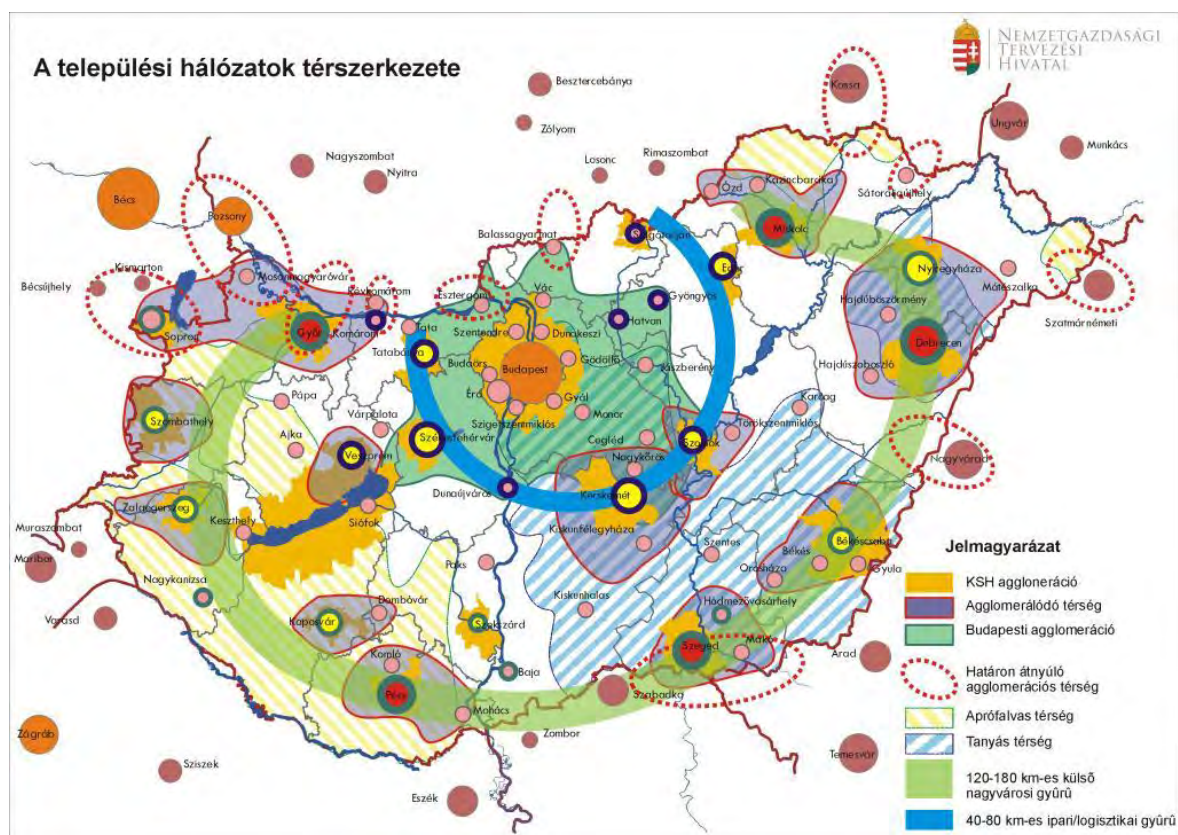 A települési hálózatok térszerkezete
NEMZETGAZDASÁGI
TERVEZÉSI
HIVATAL
Besztercebánya
Kassa
Zólyom
Ungvár
Munkács
Nagyszombat
Nyitra
Losonc
Rimaszombat
Ózd
Kazincbarcika
Sátoraljaújhely
Bécs
Pozsony
Miskolc
Balassagyarmat
Salgótarján
Kismarton
Mosonmagyaróvár
Bécsújhely
Révkomárom
Esztergom
Vác
Gyöngyös
Eger
Nyíregyháza
Mátészalka
Szatmárnémeti
Sopron
Győr
Komárom
Tata
Szentendre
Dunakeszi
Hatvan
Hajdúböszörmény
Tatabánya
Budaörs
Budapest
Gödöllő
Jászberény
Debrecen
Hajdúszoboszló
Pápa
Érd
Gyál
Monor
Szombathely
Várpalota
Szigetszentmiklós
Karcag
Ajka
Székesfehérvár
Cegléd
Szolnok
Törökszentmiklós
Veszprém
Nagykőrös
Nagyvárad
Zalaegerszeg
Dunaújváros
Kecskemét
Keszthely
Siófok
Kiskunfélegyháza
Muraszombat
Maribor
Szentes
Békés
Békéscsaba
Gyula
Orosháza
Nagykanizsa
Paks
Varasd
Dombóvár
Kiskunhalas
Hódmezővásárhely
Kaposvár
Szekszárd
Szeged
Makó
Arad
Komló
Baja
Pécs
Szabadka
Mohács
Zombor
Zágráb
Temesvár
Sziszek
Eszék
Jelmagyarázat
KSH agglomeráció
Agglomerálódó térség
Budapesti agglomeráció
Határon átnyúló
agglomerációs térség
Aprófalvas térség
Tanyás térség
120-180 km-es külső
nagyvárosi gyűrű
40-80 km-es ipari/logisztikai gyűrű